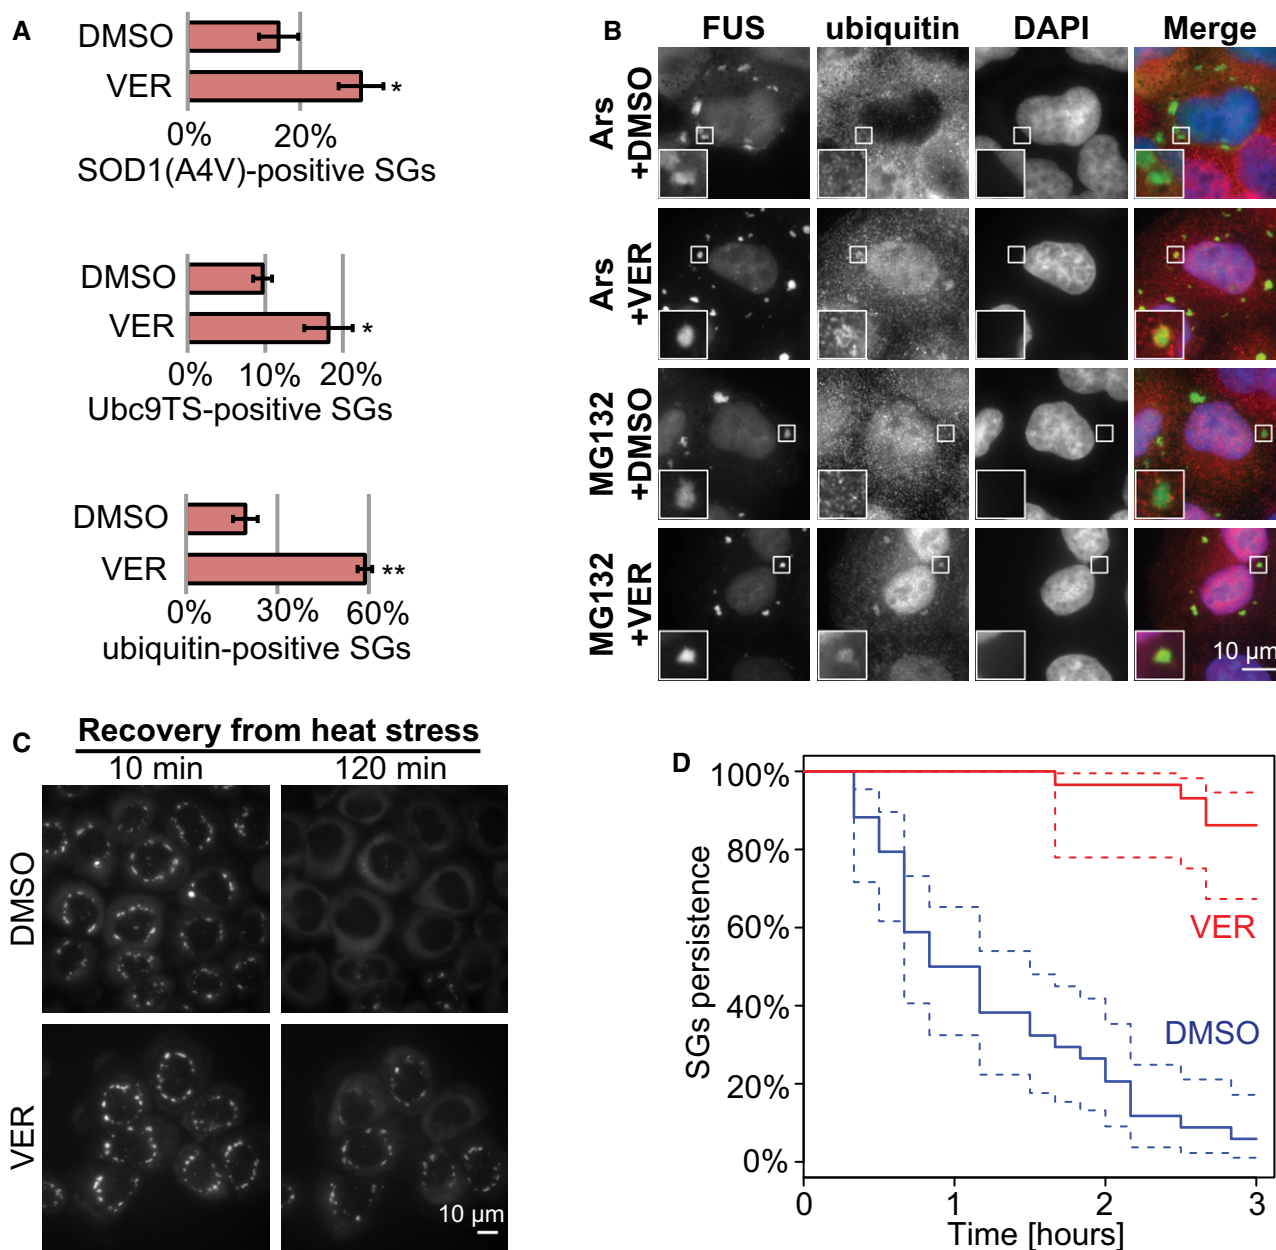 A
DMSO
VER
*
0% 20%
SOD1(A4V)-positive SGs
DMSO
VER
*
0% 10% 20%
Ubc9TS-positive SGs
DMSO
VER
**
0% 30% 60%
ubiquitin-positive SGs
B
FUS ubiquitin DAPI Merge
Ars
+DMSO
Ars
+VER
MG132
+DMSO
MG132
+VER
10 µm
C
Recovery from heat stress
10 min 120 min
DMSO
VER
10 µm
D
SGs persistence
100%
80%
60%
40%
20%
0%
VER
DMSO
0 1 2 3
Time [hours]